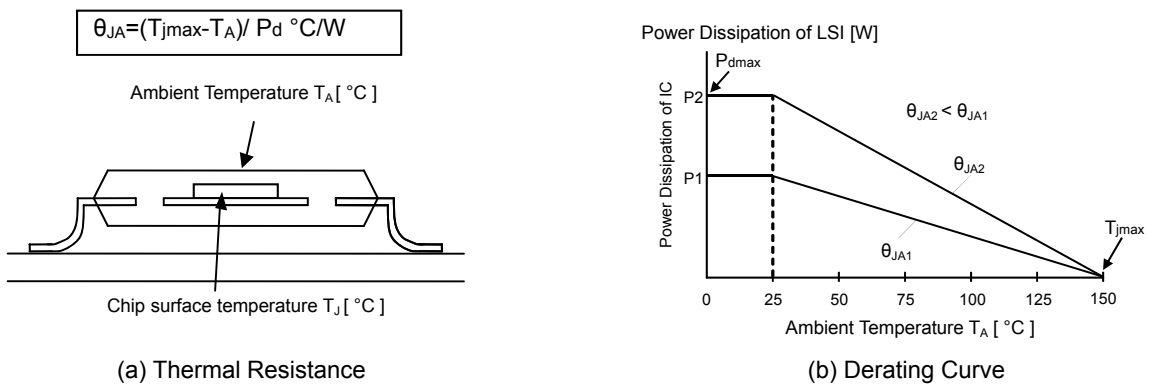 θJA=(Tjmax-TA)/ Pd °C/W
Ambient Temperature TA [ °C ]
Chip surface temperature TJ [ °C ]
(a) Thermal Resistance
Power Dissipation of LSI [W]
Pdmax
Power Dissipation of IC
P2
P1
θJA2 < θJA1
θJA2
θJA1
Tjmax
0 25 50 75 100 125 150
Ambient Temperature TA [ °C ]
(b) Derating Curve